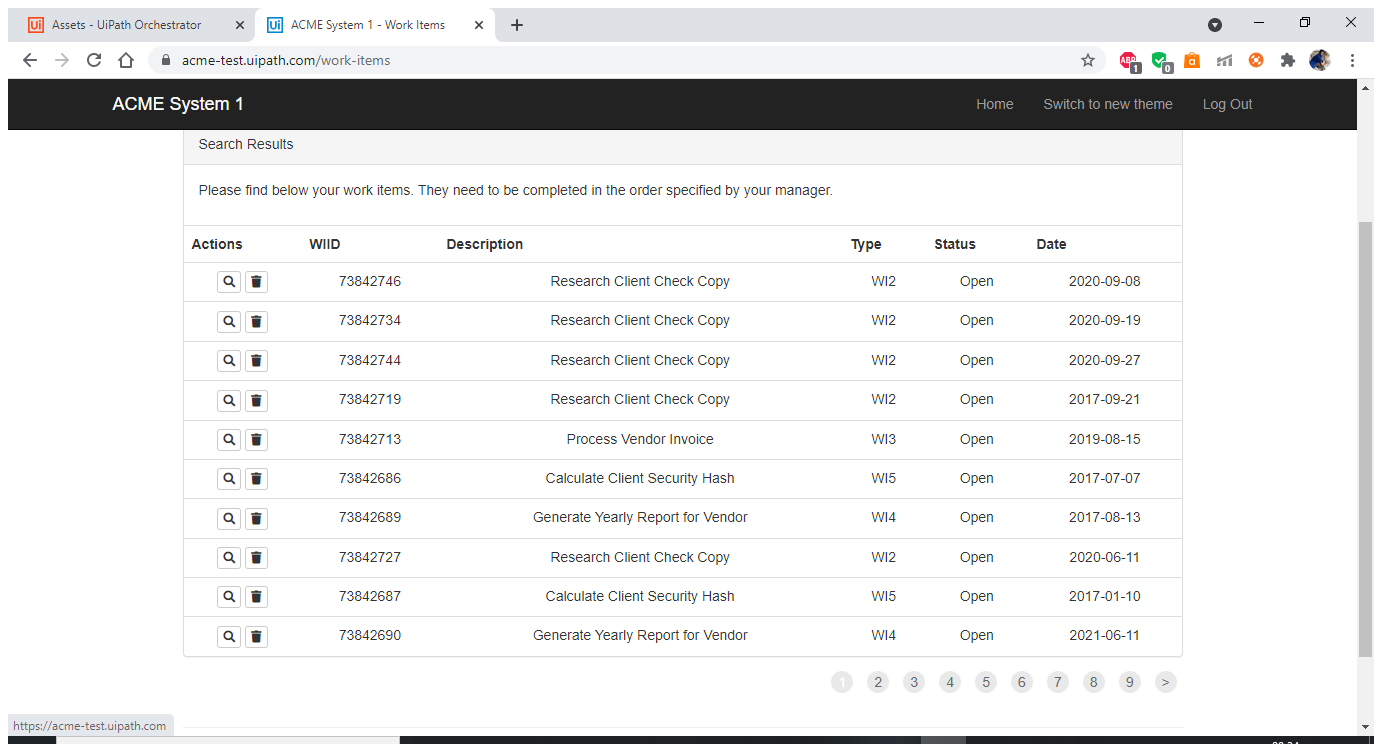 Assets - UiPath Orchestrator
ACME System 1 - Work Items
acme-test.uipath.com/work-items
ABP 1
0
a
ACME System 1 Home Switch to new theme Log Out
Search Results
Please find below your work items. They need to be completed in the order specified by your manager.
Actions WIID Description Type Status Date
73842746 Research Client Check Copy WI2 Open 2020-09-08
73842734 Research Client Check Copy WI2 Open 2020-09-19
73842744 Research Client Check Copy WI2 Open 2020-09-27
73842719 Research Client Check Copy WI2 Open 2017-09-21
73842713 Process Vendor Invoice WI3 Open 2019-08-15
73842686 Calculate Client Security Hash WI5 Open 2017-07-07
73842689 Generate Yearly Report for Vendor WI4 Open 2017-08-13
73842727 Research Client Check Copy WI2 Open 2020-06-11
73842687 Calculate Client Security Hash WI5 Open 2017-01-10
73842690 Generate Yearly Report for Vendor WI4 Open 2021-06-11
1 2 3 4 5 6 7 8 9 >
https://acme-test.uipath.com